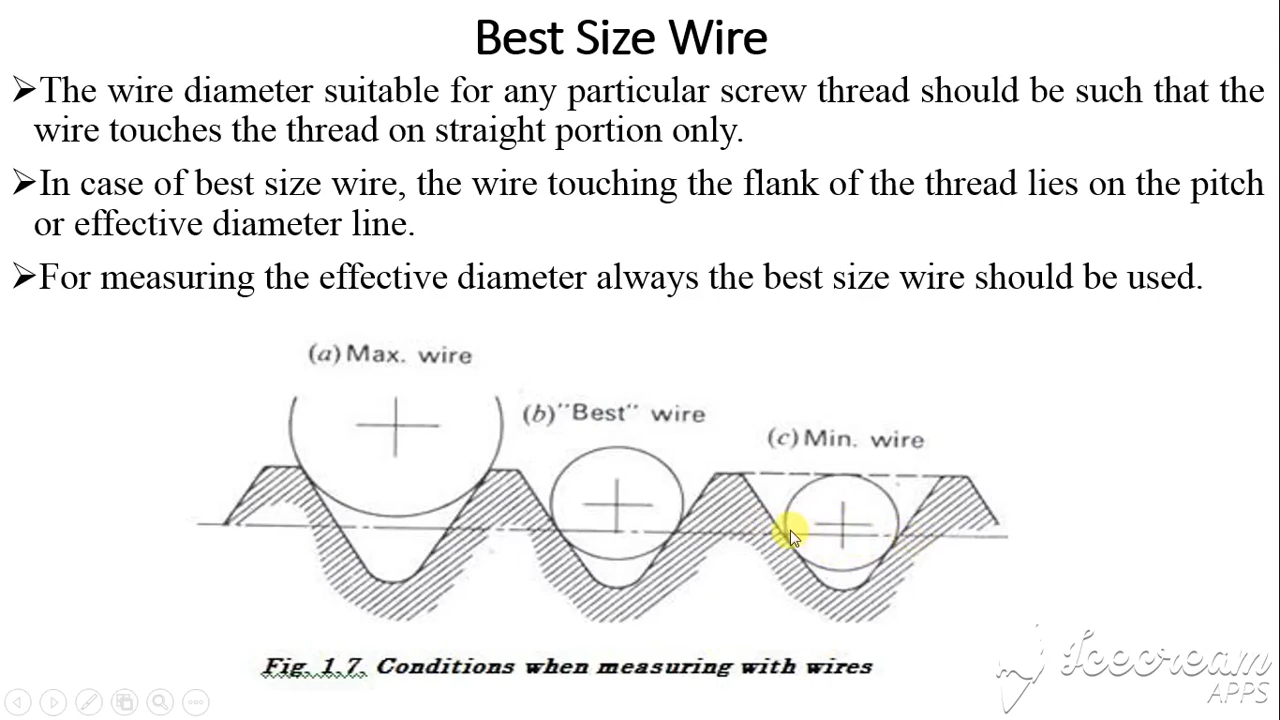 Best Size Wire
➢The wire diameter suitable for any particular screw thread should be such that the
wire touches the thread on straight portion only.
➢In case of best size wire, the wire touching the flank of the thread lies on the pitch
or effective diameter line.
➢For measuring the effective diameter always the best size wire should be used.
(a) Max. wire
(b) "Best" wire
(c) Min. wire
Fig. 1.7. Conditions when measuring with wires
Icecream
APPS